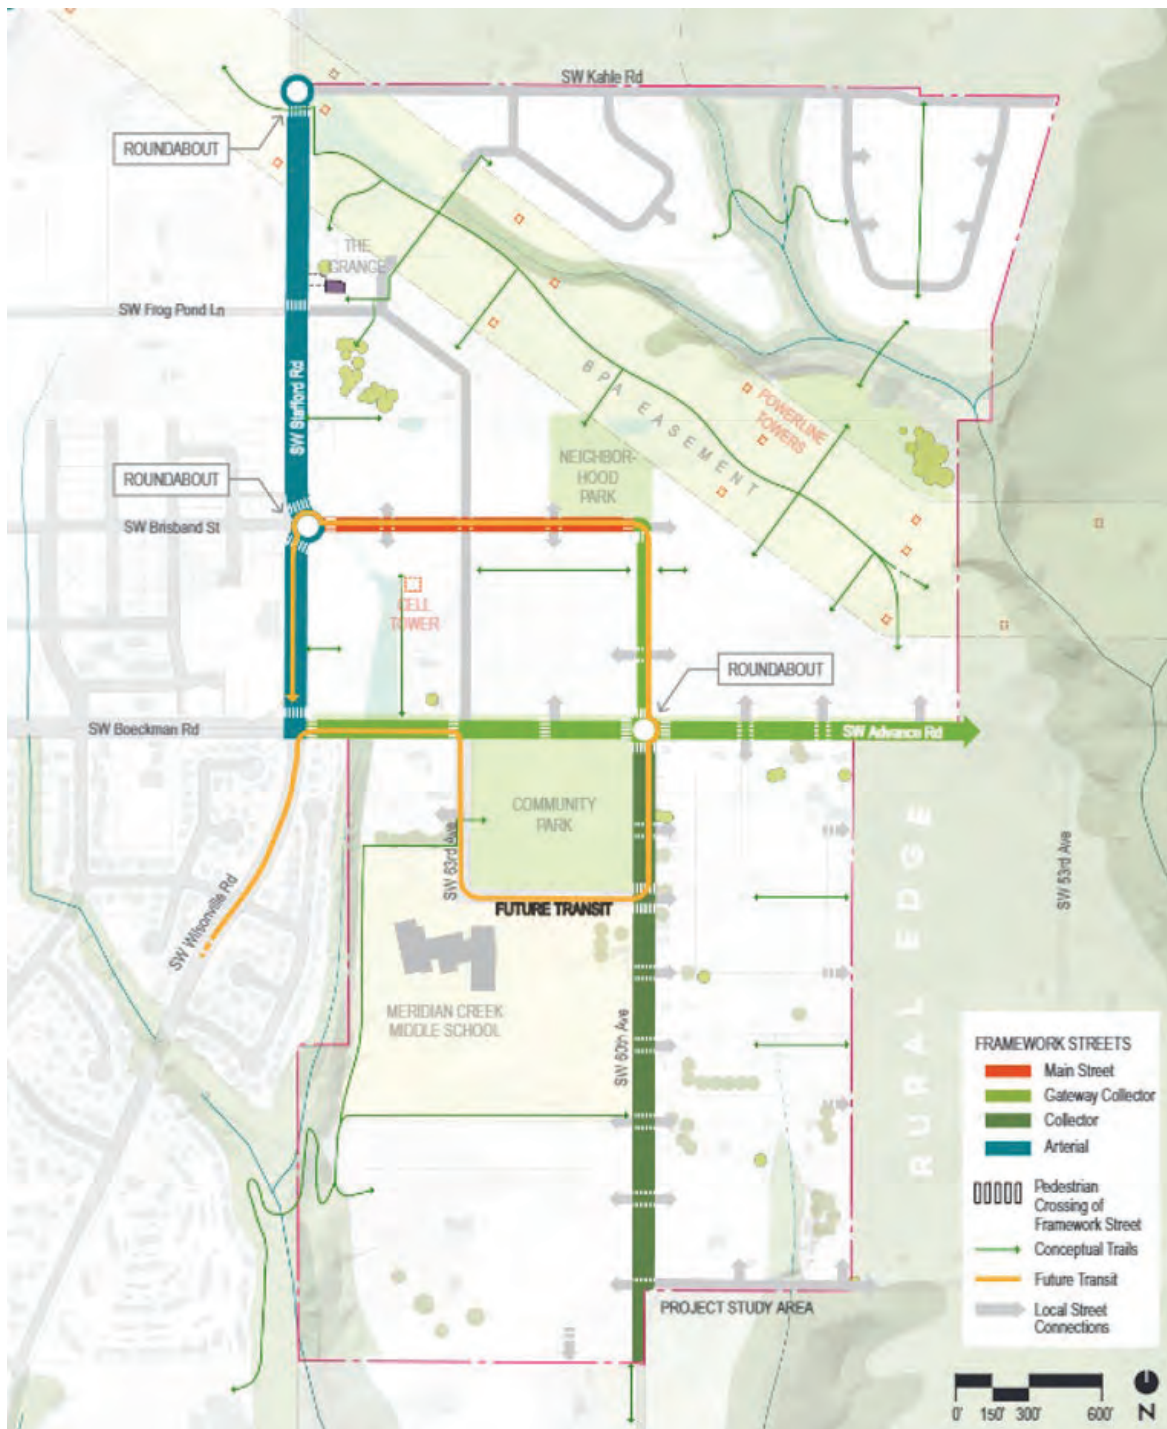 SW Kahle Rd
ROUNDABOUT
THE
GRANGE
SW Frog Pond Ln
SW Stafford Rd
BPA EASEMENT
POWERLINE
TOWERS
NEIGHBOR-
HOOD
PARK
ROUNDABOUT
SW Brisband St
CELL
TOWER
ROUNDABOUT
SW Boeckman Rd
SW Advance Rd
COMMUNITY
PARK
SW 63rd Ave
SW 53rd Ave
RURAL EDGE
SW Wilsonville Rd
FUTURE TRANSIT
MERIDIAN CREEK
MIDDLE SCHOOL
SW 60th Ave
PROJECT STUDY AREA
FRAMEWORK STREETS
Main Street
Gateway Collector
Collector
Arterial
Pedestrian
Crossing of
Framework Street
Conceptual Trails
Future Transit
Local Street
Connections
0' 150' 300' 600'
N